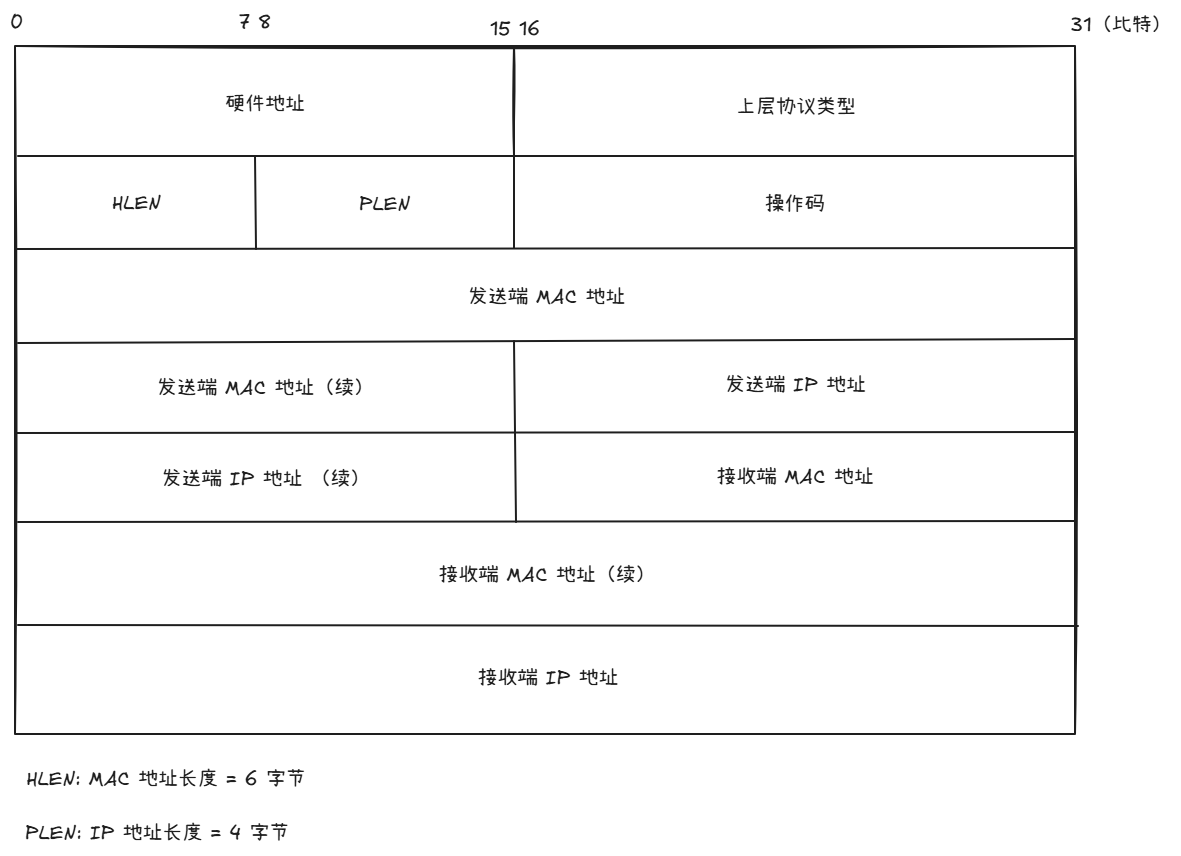 0 7 8 15 16 31（比特）
硬件地址 上层协议类型
HLEN PLEN 操作码
发送端 MAC 地址
发送端 MAC 地址（续） 发送端 IP 地址
发送端 IP 地址 （续） 接收端 MAC 地址
接收端 MAC 地址（续）
接收端 IP 地址
HLEN: MAC 地址长度 = 6 字节
PLEN: IP 地址长度 = 4 字节